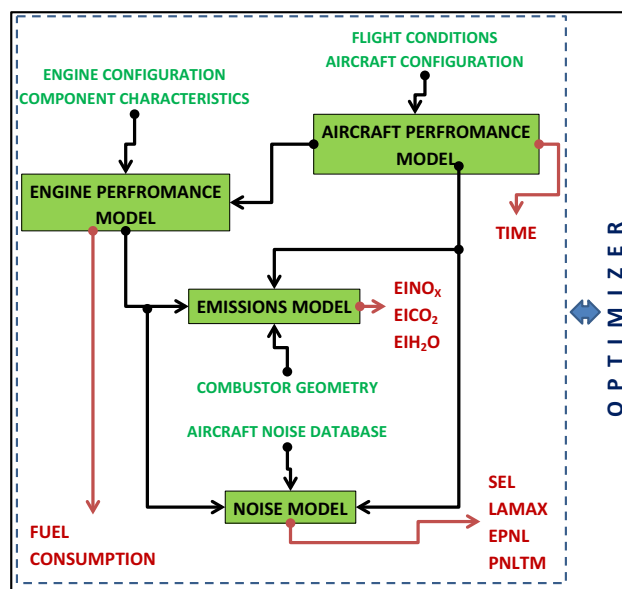 FLIGHT CONDITIONS
AIRCRAFT CONFIGURATION
ENGINE CONFIGURATION
COMPONENT CHARACTERISTICS
AIRCRAFT PERFROMANCE
MODEL
ENGINE PERFROMANCE
MODEL
TIME
EINOₓ
EICO₂
EIH₂O
EMISSIONS MODEL
COMBUSTOR GEOMETRY
AIRCRAFT NOISE DATABASE
NOISE MODEL
SEL
LAMAX
EPNL
PNLTM
FUEL
CONSUMPTION
OPTIMIZER